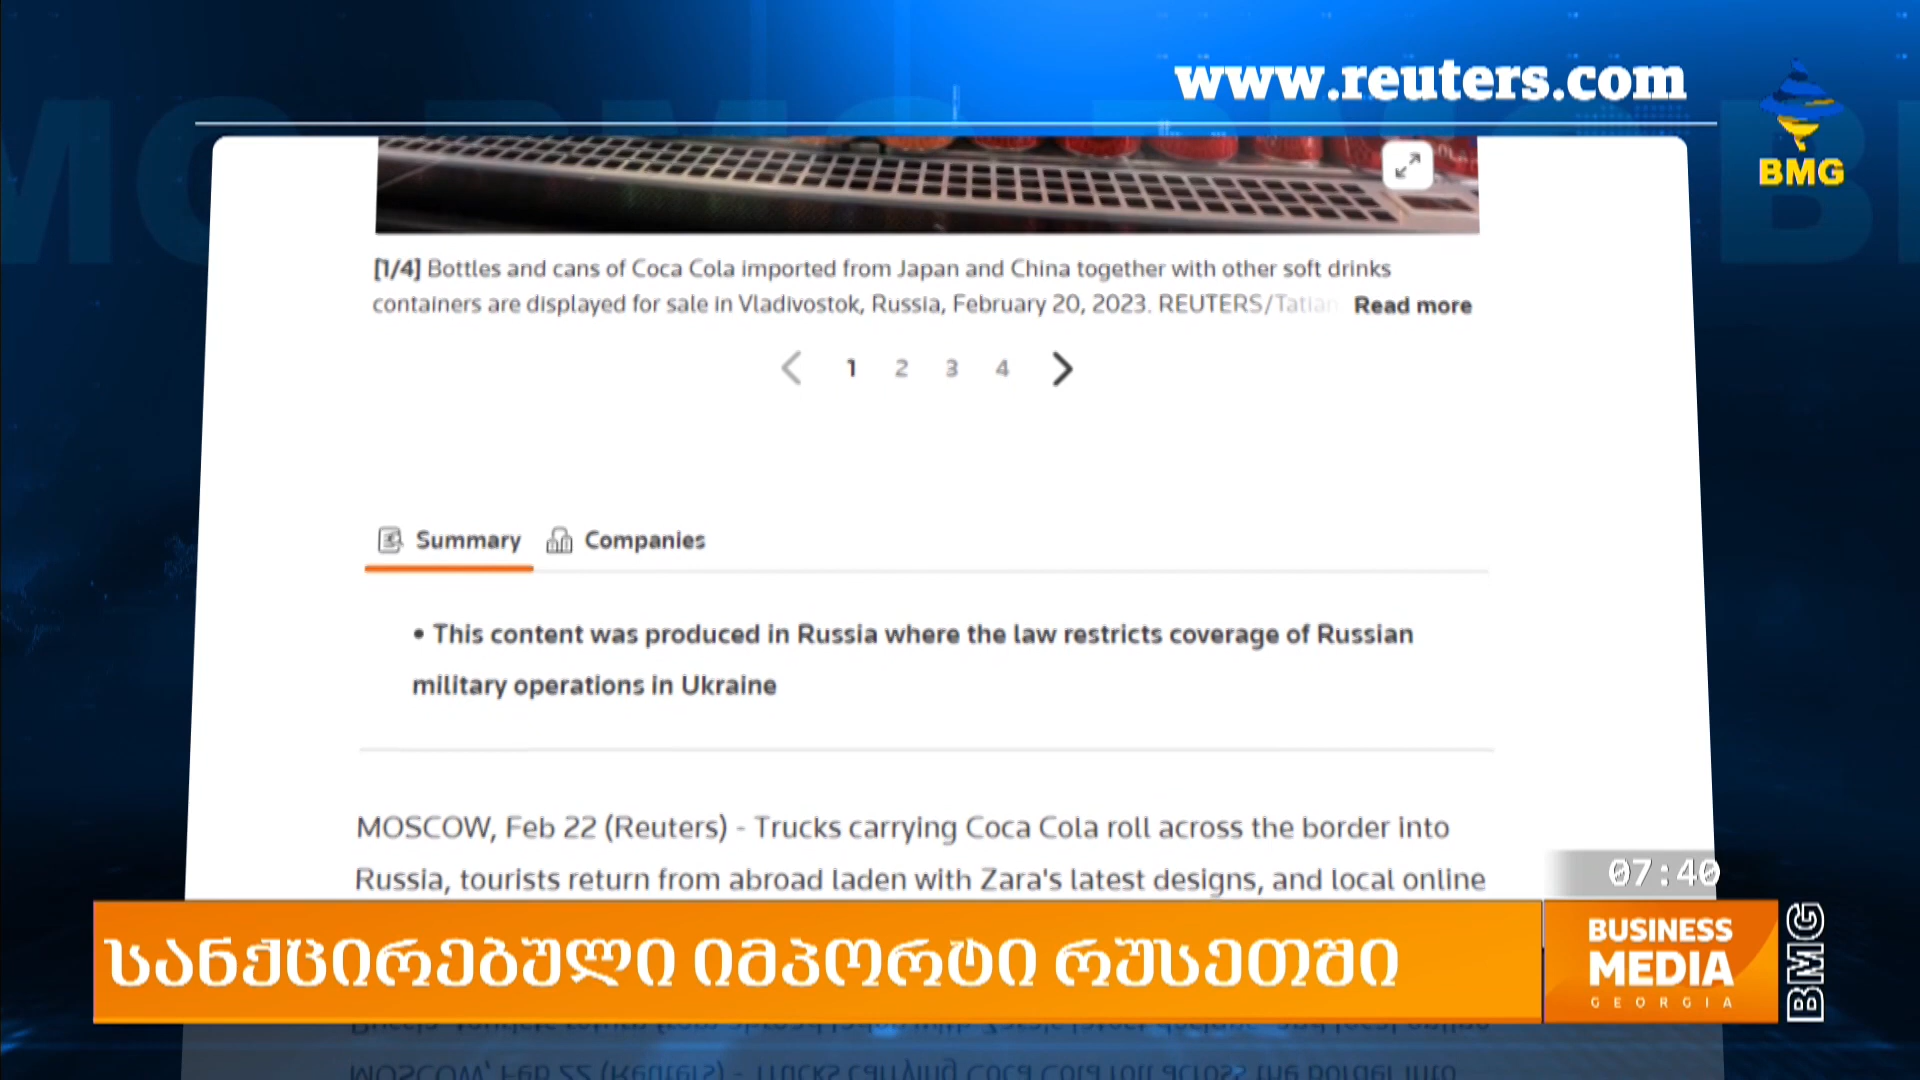 www.reuters.com
BMG
[1/4] Bottles and cans of Coca Cola imported from Japan and China together with other soft drinks
containers are displayed for sale in Vladivostok, Russia, February 20, 2023. REUTERS/Tatian Read more
1 2 3 4
Summary Companies
• This content was produced in Russia where the law restricts coverage of Russian
military operations in Ukraine
MOSCOW, Feb 22 (Reuters) - Trucks carrying Coca Cola roll across the border into
Russia, tourists return from abroad laden with Zara's latest designs, and local online
07:40
სანქცირებული იმპორტი რუსეთში
BUSINESS
MEDIA
GEORGIA
BMG